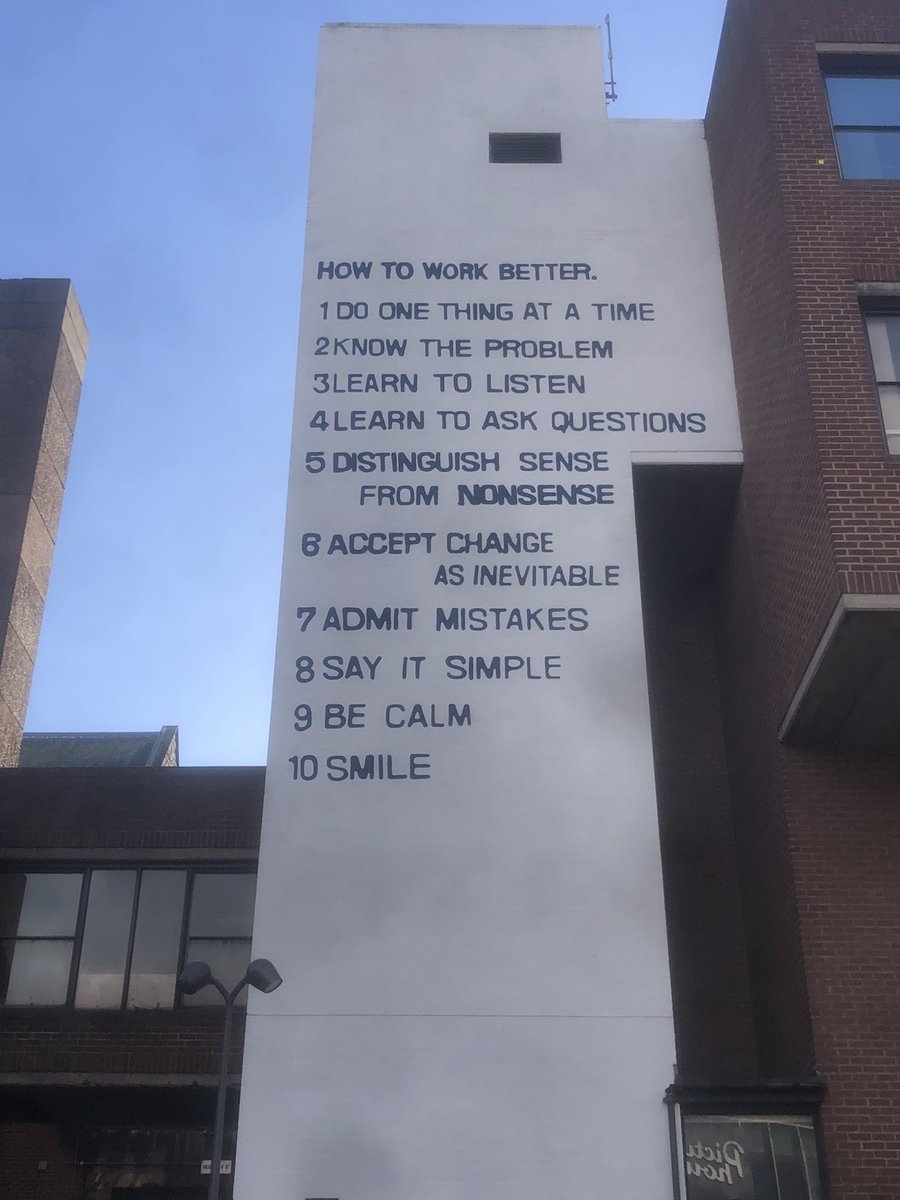 HOW TO WORK BETTER.
1 DO ONE THING AT A TIME
2 KNOW THE PROBLEM
3 LEARN TO LISTEN
4 LEARN TO ASK QUESTIONS
5 DISTINGUISH SENSE
FROM NONSENSE
6 ACCEPT CHANGE
AS INEVITABLE
7 ADMIT MISTAKES
8 SAY IT SIMPLE
9 BE CALM
10 SMILE